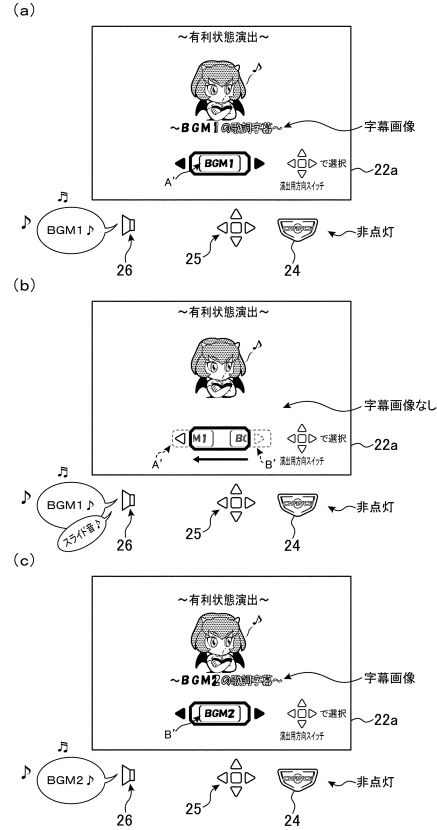 (a)
～有利状態演出～
～BGM1の歌詞字幕～
字幕画像
BGM1
A'
で選択
演出用方向スイッチ
22a
BGM1♪
26
25
24
非点灯
(b)
～有利状態演出～
字幕画像なし
M1
BG
A'
B'
で選択
演出用方向スイッチ
22a
BGM1♪
スライド音♪
26
25
24
非点灯
(c)
～有利状態演出～
～BGM2の歌詞字幕～
字幕画像
BGM2
B'
で選択
演出用方向スイッチ
22a
BGM2♪
26
25
24
非点灯